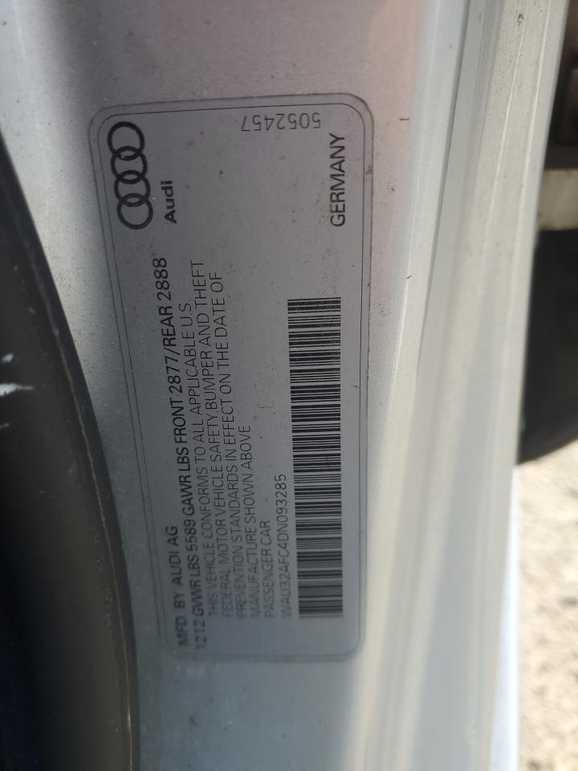 MFD. BY AUDI AG
12 12 GVWR LBS 5589 GAWR LBS FRONT 2877/REAR 2888
THIS VEHICLE CONFORMS TO ALL APPLICABLE U.S
FEDERAL MOTOR VEHICLE SAFETY BUMPER AND THEFT
PREVENTION STANDARDS IN EFFECT ON THE DATE OF
MANUFACTURE SHOWN ABOVE
PASSENGER CAR
WAU32AFC4DN093285
Audi
GERMANY
5052457